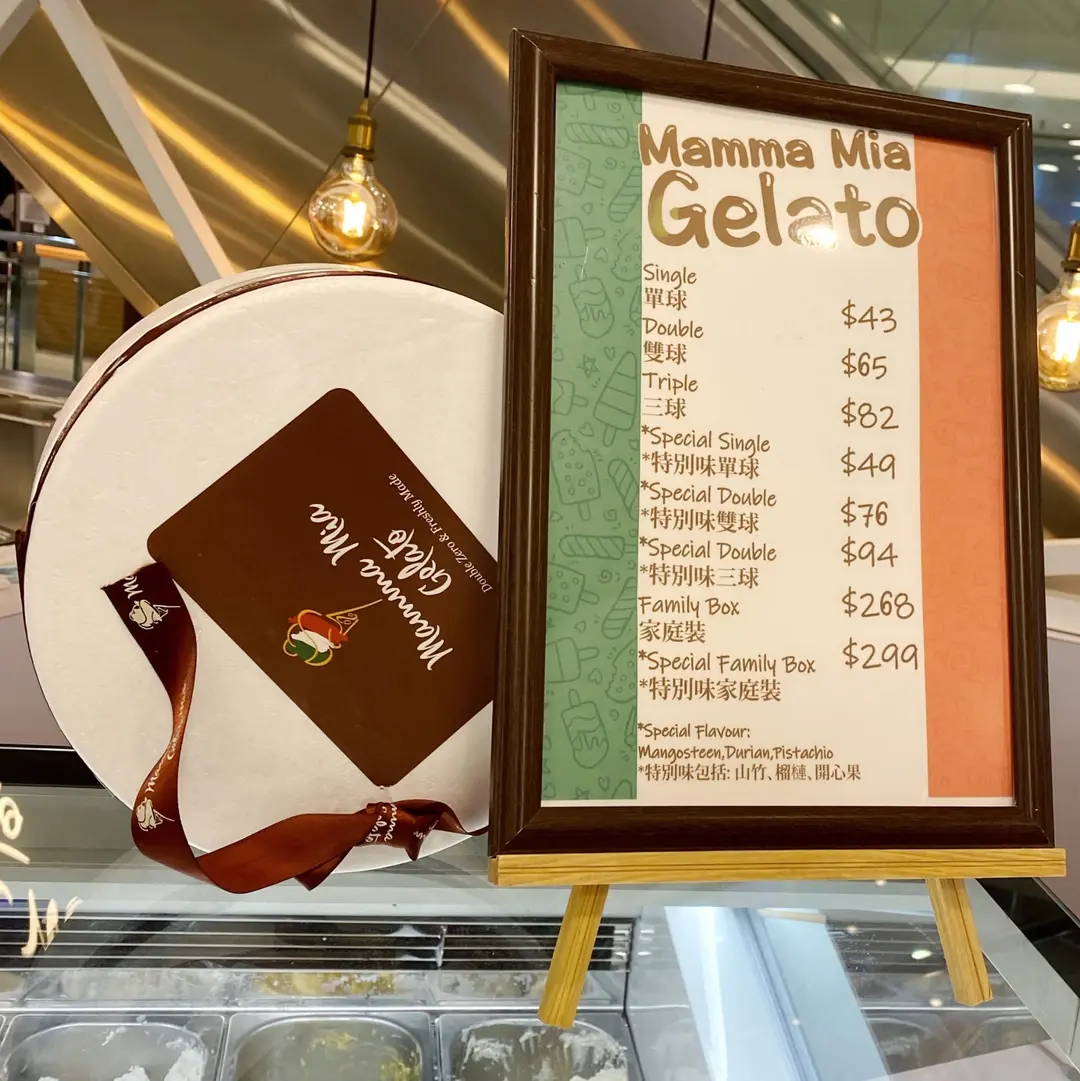 Mamma Mia
Gelato
Single
單球
$43
Double
雙球
$65
Triple
三球
$82
*Special Single
*特別味單球
$49
*Special Double
*特別味雙球
$76
*Special Double
*特別味三球
$94
Family Box
家庭裝
$268
*Special Family Box
*特別味家庭裝
$299
*Special Flavour:
Mangosteen,Durian,Pistachio
*特別味包括: 山竹、榴槤、開心果
Mamma Mia
Gelato
Double Zero & Freshly Made